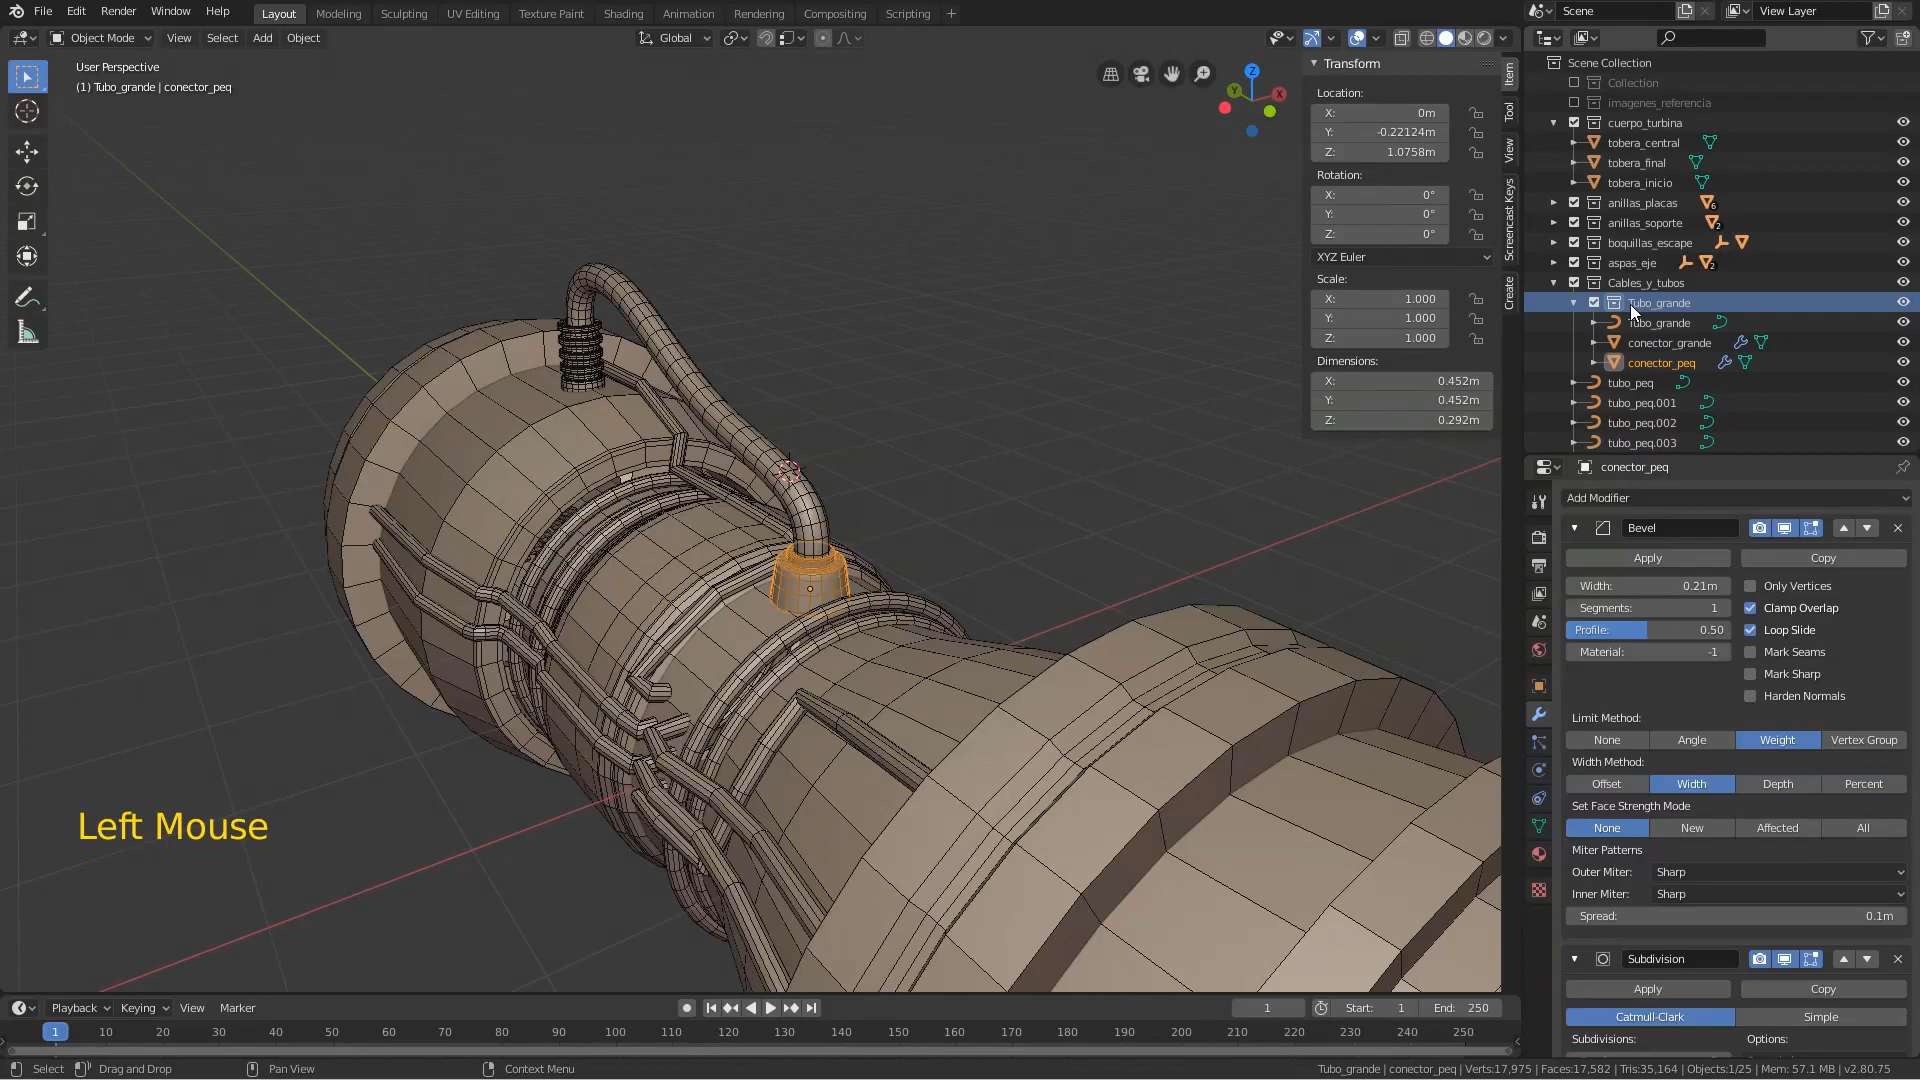 File Edit Render Window Help Layout Modeling Sculpting UV Editing Texture Paint Shading Animation Rendering Compositing Scripting + Scene View Layer
Object Mode View Select Add Object Global
User Perspective
(1) Tubo_grande | conector_peq
Transform
Location:
X: 0m
Y: -0.22124m
Z: 1.0758m
Rotation:
X: 0°
Y: 0°
Z: 0°
XYZ Euler
Scale:
X: 1.000
Y: 1.000
Z: 1.000
Dimensions:
X: 0.452m
Y: 0.452m
Z: 0.292m
Item
Tool
View
Screencast Keys
Create
Z
Y
X
Scene Collection
Collection
imagenes_referencia
cuerpo_turbina
tobera_central
tobera_final
tobera_inicio
anillas_placas 6
anillas_soporte 2
boquillas_escape
aspas_eje 2
Cables_y_tubos
Tubo_grande
Tubo_grande
conector_grande
conector_peq
tubo_peq
tubo_peq.001
tubo_peq.002
tubo_peq.003
conector_peq
Add Modifier
Bevel
Apply Copy
Width: 0.21m Only Vertices
Segments: 1 Clamp Overlap
Profile: 0.50 Loop Slide
Material: -1 Mark Seams
Mark Sharp
Harden Normals
Limit Method:
None Angle Weight Vertex Group
Width Method:
Offset Width Depth Percent
Set Face Strength Mode
None New Affected All
Miter Patterns
Outer Miter: Sharp
Inner Miter: Sharp
Spread: 0.1m
Subdivision
Apply Copy
Catmull-Clark Simple
Subdivisions: Options:
Left Mouse
Playback Keying View Marker 1 Start: 1 End: 250
1 10 20 30 40 50 60 70 80 90 100 110 120 130 140 150 160 170 180 190 200 210 220 230 240 250
Select Drag and Drop Pan View Context Menu Tubo_grande | conector_peq | Verts:17,975 | Faces:17,582 | Tris:35,164 | Objects:1/25 | Mem: 57.1 MB | v2.80.75